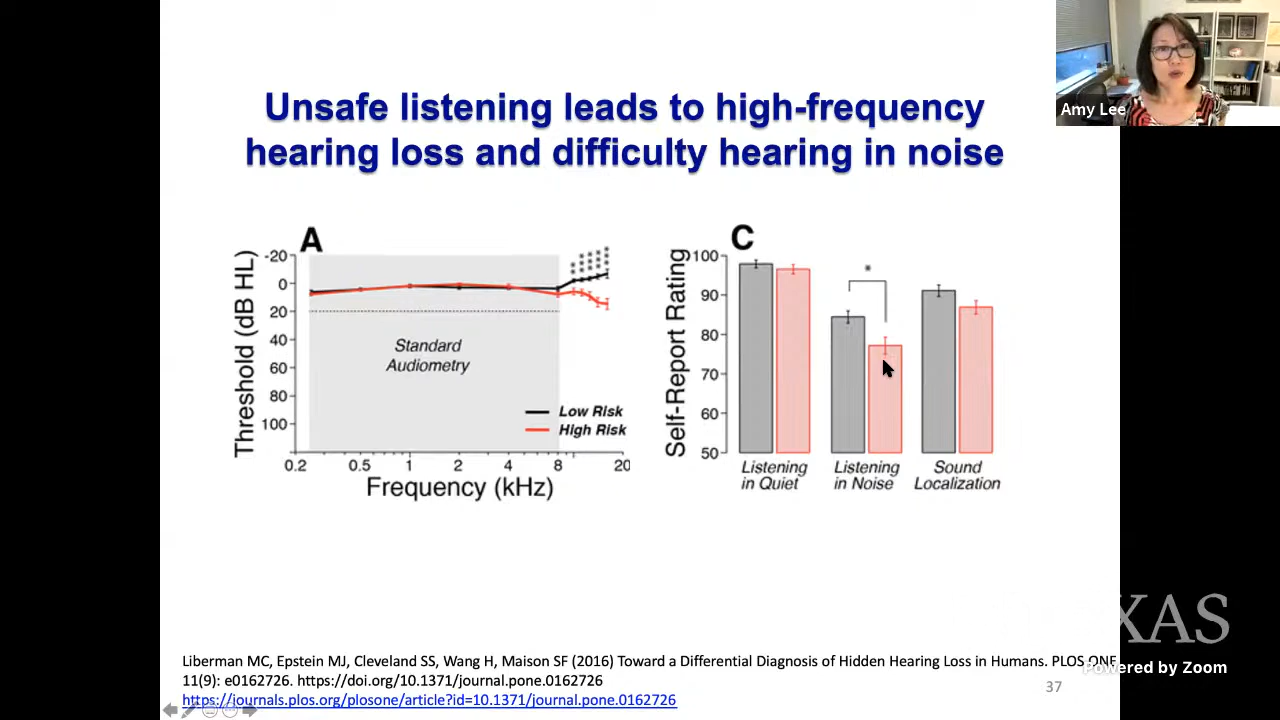 Amy Lee
Unsafe listening leads to high-frequency
hearing loss and difficulty hearing in noise
A
Threshold (dB HL)
-20
0
20
40
60
80
100
Standard
Audiometry
Low Risk
High Risk
0.2 0.5 1 2 4 8 20
Frequency (kHz)
C
Self-Report Rating
100
90
80
70
60
50
*
Listening
in Quiet
Listening
in Noise
Sound
Localization
Liberman MC, Epstein MJ, Cleveland SS, Wang H, Maison SF (2016) Toward a Differential Diagnosis of Hidden Hearing Loss in Humans. PLOS ONE
11(9): e0162726. https://doi.org/10.1371/journal.pone.0162726
https://journals.plos.org/plosone/article?id=10.1371/journal.pone.0162726
37
XAS
Powered by Zoom